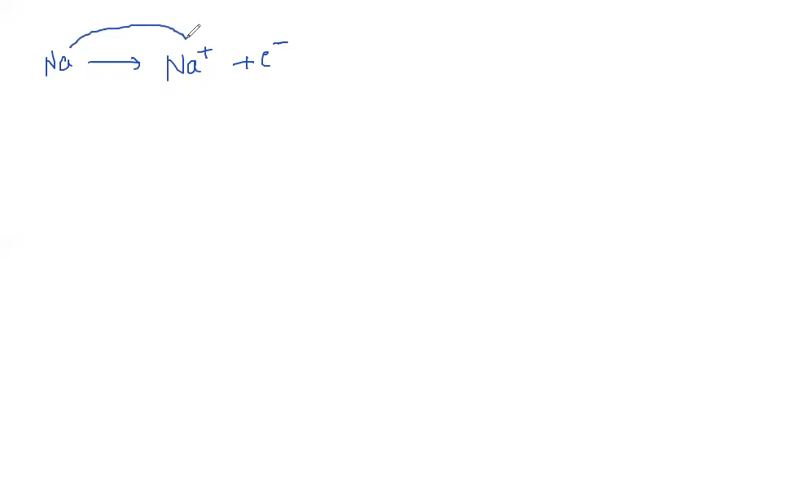 Na ⟶ Na⁺ + e⁻